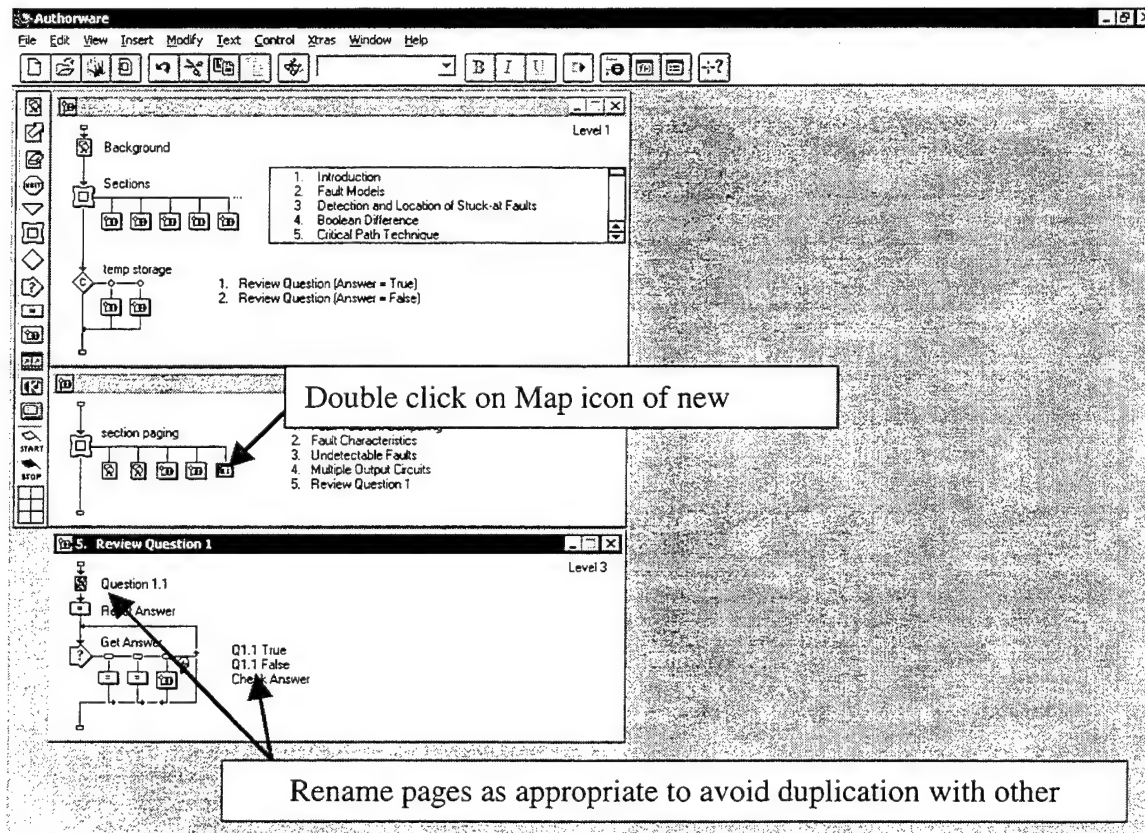 Authorware
File Edit View Insert Modify Text Control Xtras Window Help
B I U
Level 1
Background
Sections
1. Introduction
2. Fault Models
3 Detection and Location of Stuck-at Faults
4. Boolean Difference
5. Critical Path Technique
temp storage
1. Review Question (Answer = True)
2. Review Question (Answer = False)
WAIT
START
STOP
Double click on Map icon of new
section paging
2. Fault Characteristics
3. Undetectable Faults
4. Multiple Output Circuits
5. Review Question 1
5. Review Question 1
Level 3
Question 1.1
Answer
Get Answer
Q1.1 True
Q1.1 False
Check Answer
Rename pages as appropriate to avoid duplication with other